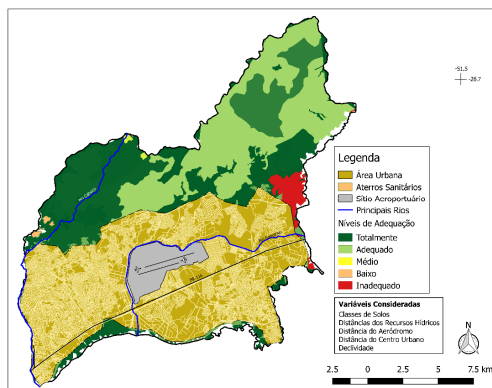 -51.5
-28.7
Legenda
Área Urbana
Aterros Sanitários
Sítio Aeroportuário
Principais Rios
Níveis de Adequação
Totalmente
Adequado
Médio
Baixo
Inadequado
Variáveis Consideradas
Classes de Solos
Distâncias dos Recursos Hídricos
Distância do Aeródromo
Distância do Centro Urbano
Declividade
N
2.5 0 2.5 5 7.5 km